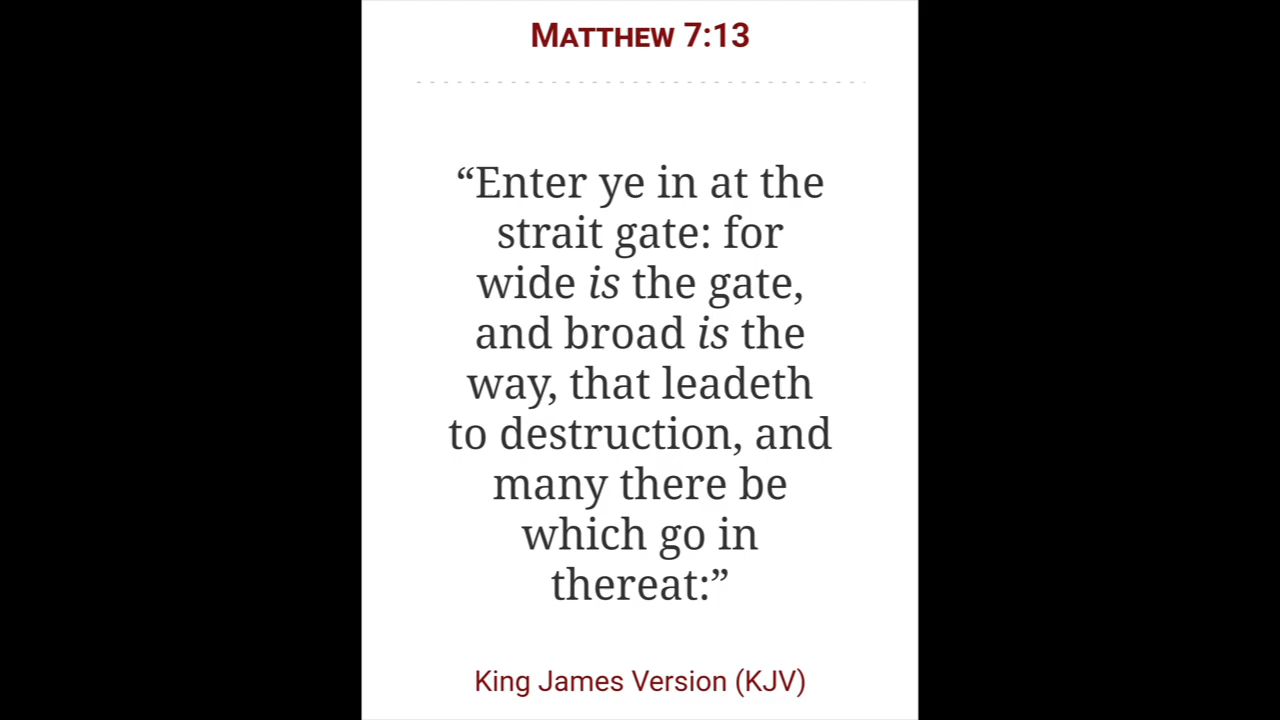 MATTHEW 7:13
“Enter ye in at the
strait gate: for
wide is the gate,
and broad is the
way, that leadeth
to destruction, and
many there be
which go in
thereat:”
King James Version (KJV)